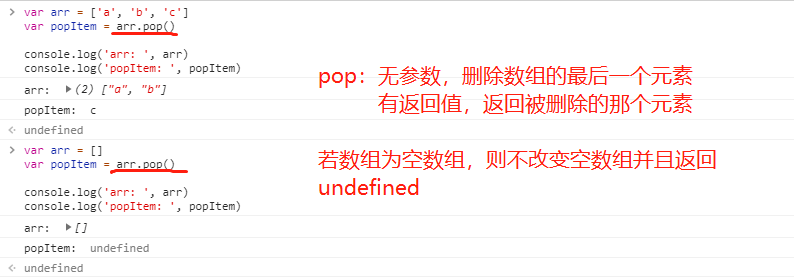 > var arr = ['a', 'b', 'c']
var popItem = arr.pop()
console.log('arr: ', arr)
console.log('popItem: ', popItem)
arr: ▶(2) ["a", "b"]
popItem: c
< undefined
pop：无参数，删除数组的最后一个元素
有返回值，返回被删除的那个元素
> var arr = []
var popItem = arr.pop()
console.log('arr: ', arr)
console.log('popItem: ', popItem)
arr: ▶[]
popItem: undefined
< undefined
若数组为空数组，则不改变空数组并且返回
undefined